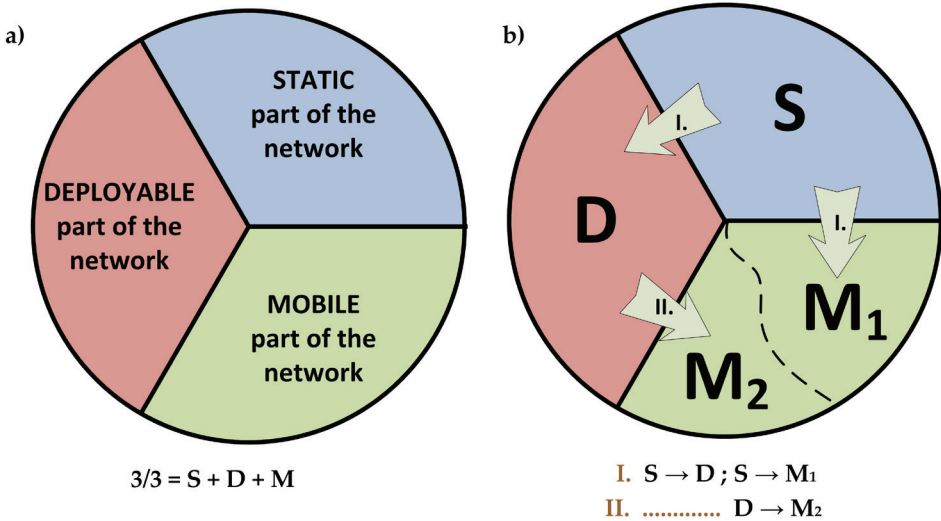 a)
STATIC
part of the
network
DEPLOYABLE
part of the
network
MOBILE
part of the
network
3/3 = S + D + M
b)
S
I.
D
I.
II.
M₁
M₂
I. S → D ; S → M₁
II. ............. D → M₂